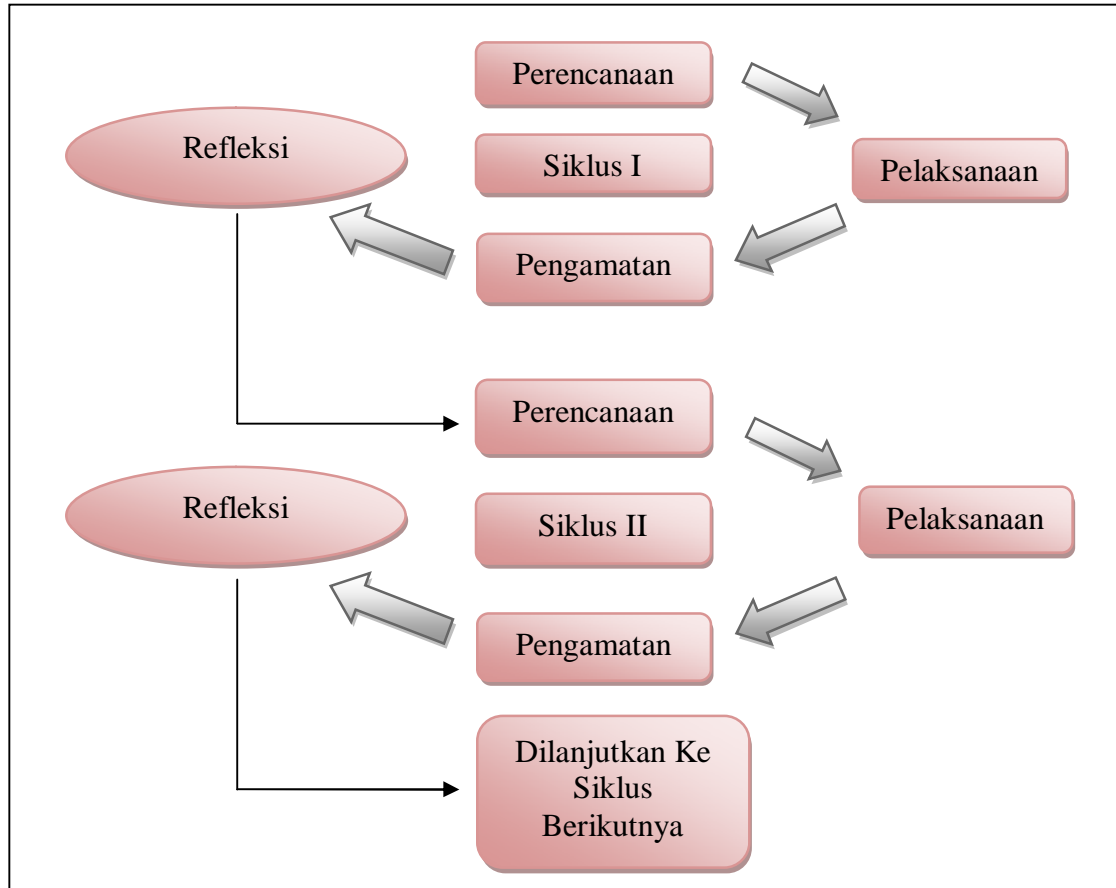 Perencanaan
Refleksi
Siklus I
Pelaksanaan
Pengamatan
Perencanaan
Refleksi
Siklus II
Pelaksanaan
Pengamatan
Dilanjutkan Ke
Siklus
Berikutnya